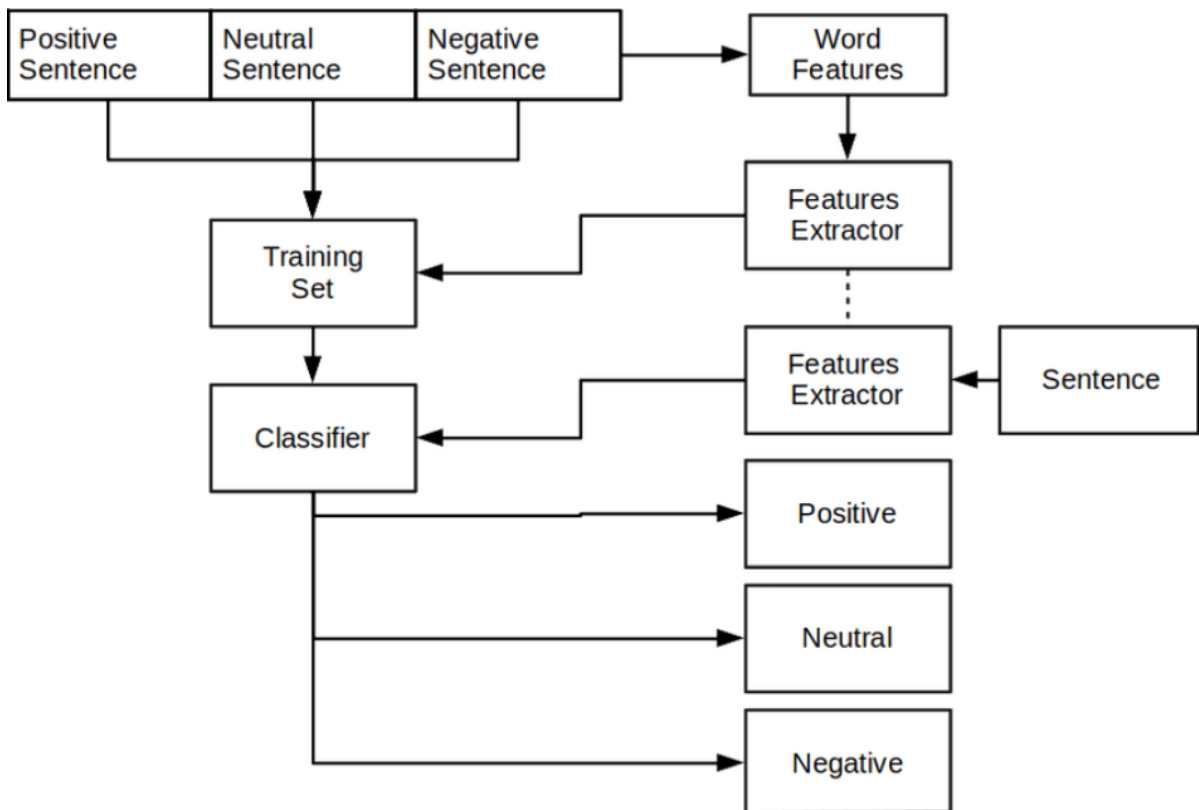 Positive
Sentence
Neutral
Sentence
Negative
Sentence
Word
Features
Features
Extractor
Training
Set
Features
Extractor
Sentence
Classifier
Positive
Neutral
Negative